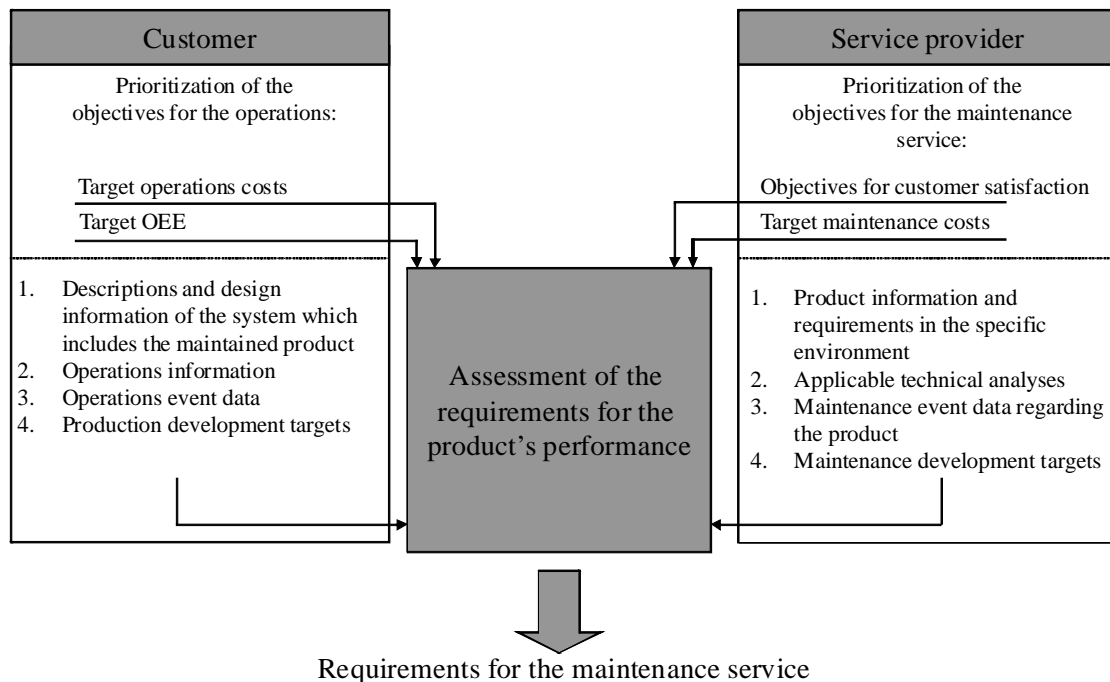 Customer
Prioritization of the
objectives for the operations:
Target operations costs
Target OEE
1. Descriptions and design
information of the system which
includes the maintained product
2. Operations information
3. Operations event data
4. Production development targets
Assessment of the
requirements for the
product's performance
Service provider
Prioritization of the
objectives for the maintenance
service:
Objectives for customer satisfaction
Target maintenance costs
1. Product information and
requirements in the specific
environment
2. Applicable technical analyses
3. Maintenance event data regarding
the product
4. Maintenance development targets
Requirements for the maintenance service